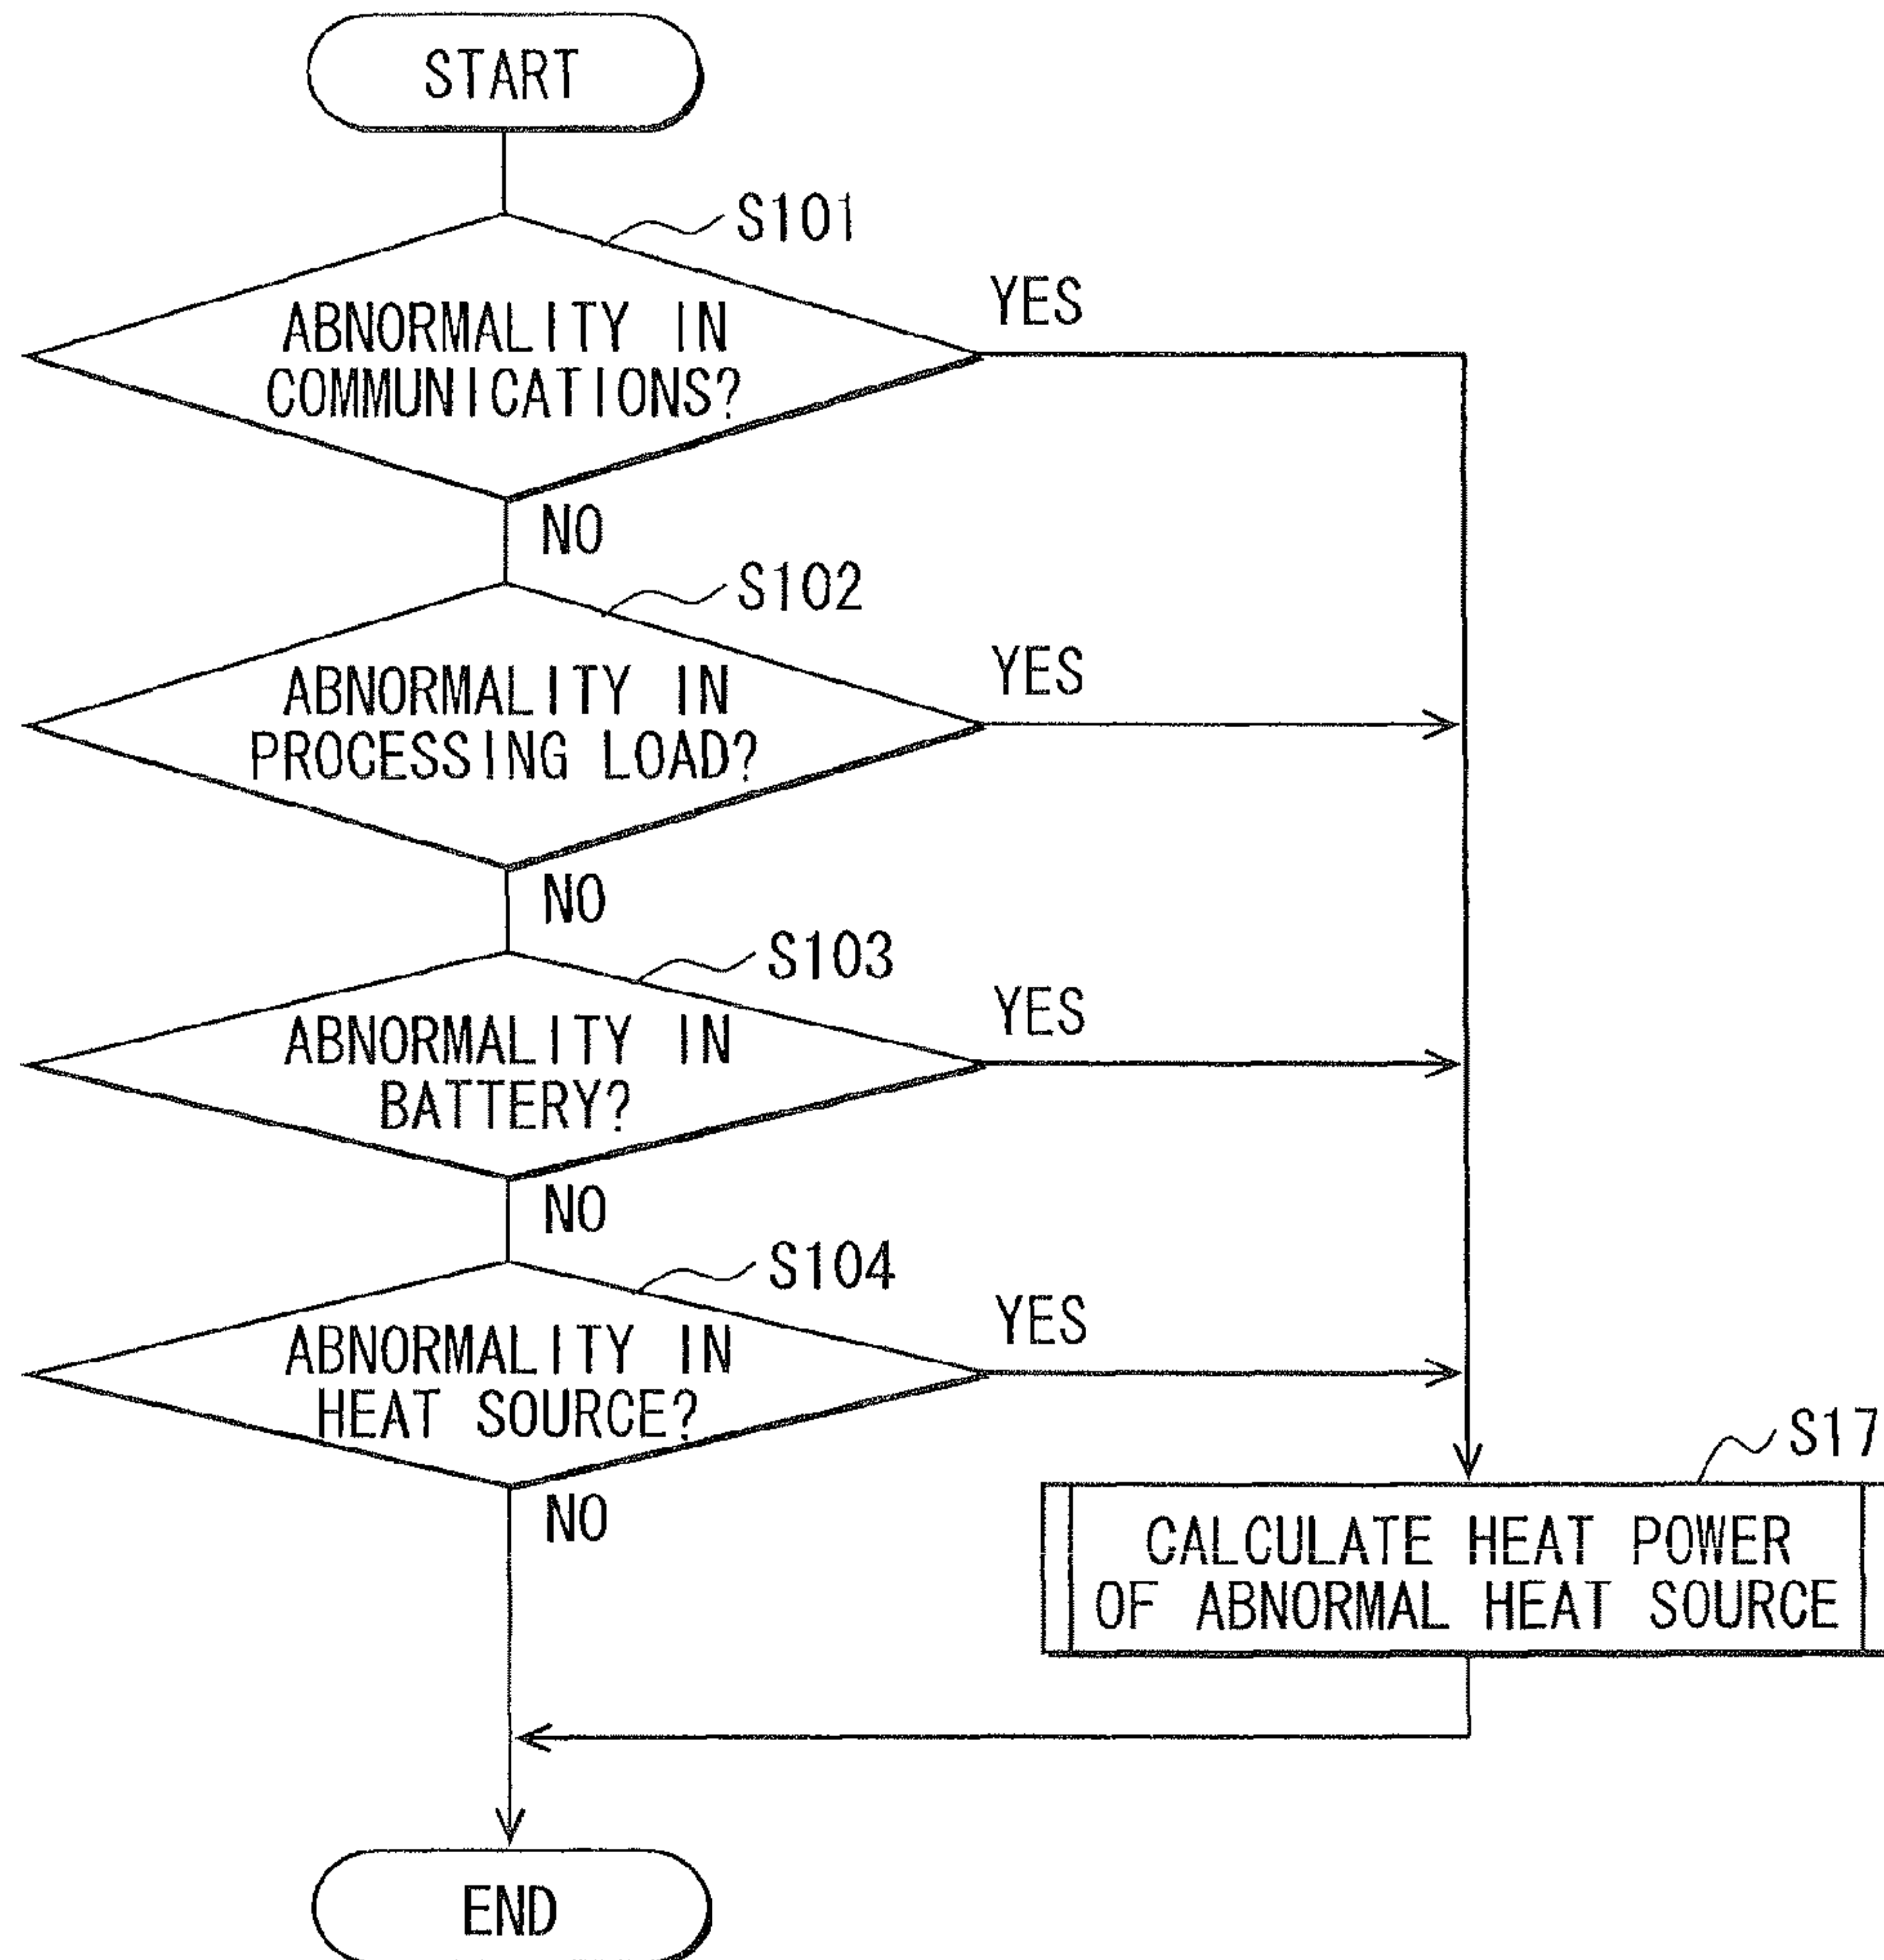 START
S101
ABNORMALITY IN
COMMUNICATIONS?
YES
NO
S102
ABNORMALITY IN
PROCESSING LOAD?
YES
NO
S103
ABNORMALITY IN
BATTERY?
YES
NO
S104
ABNORMALITY IN
HEAT SOURCE?
YES
NO
S17
CALCULATE HEAT POWER
OF ABNORMAL HEAT SOURCE
END